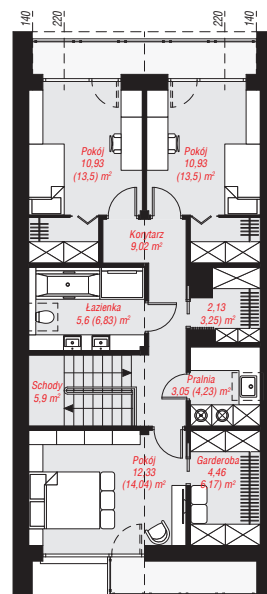 140
220
220
140
Pokój
10,93
(13,5) m²
Pokój
10,93
(13,5) m²
Korytarz
9,02 m²
Łazienka
5,6 (6,83) m²
2,13
3,25) m²
Schody
5,9 m²
Pralnia
3,05 (4,23) m²
Pokój
12,33
(14,04) m²
Garderoba
4,46
6,17) m²